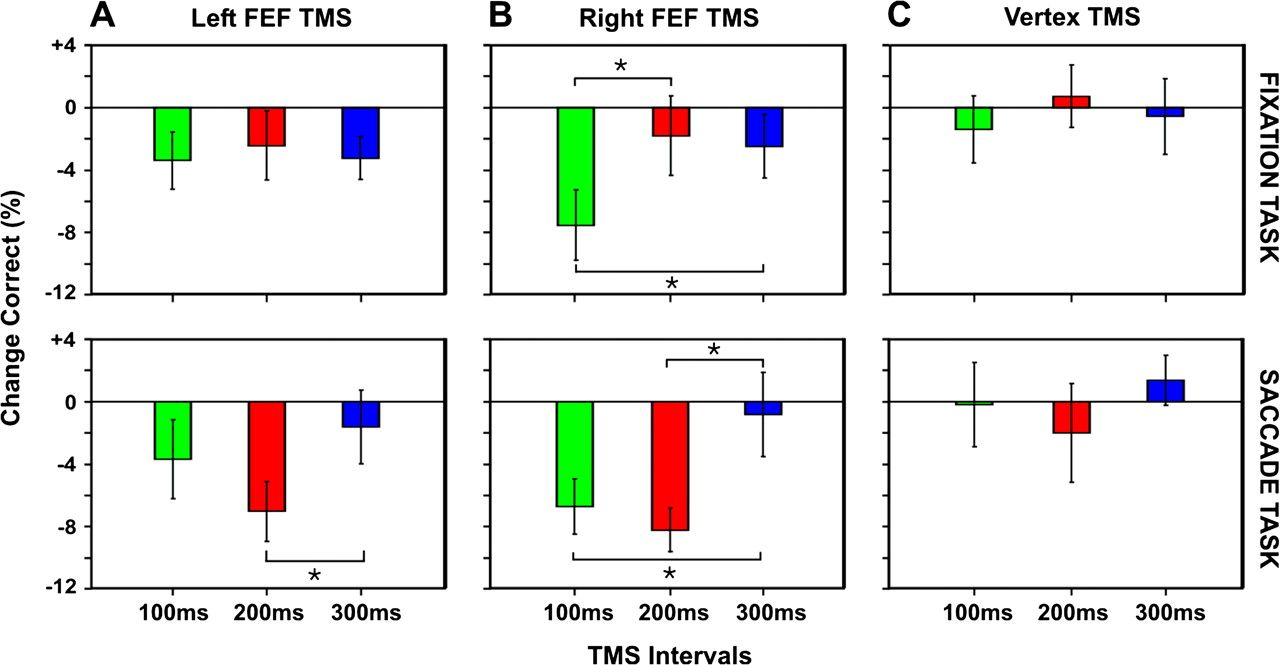 A Left FEF TMS
B Right FEF TMS
C Vertex TMS
Change Correct (%)
+4
0
-4
-8
-12
*
*
FIXATION TASK
+4
0
-4
-8
-12
*
*
*
SACCADE TASK
100ms 200ms 300ms
100ms 200ms 300ms
100ms 200ms 300ms
TMS Intervals